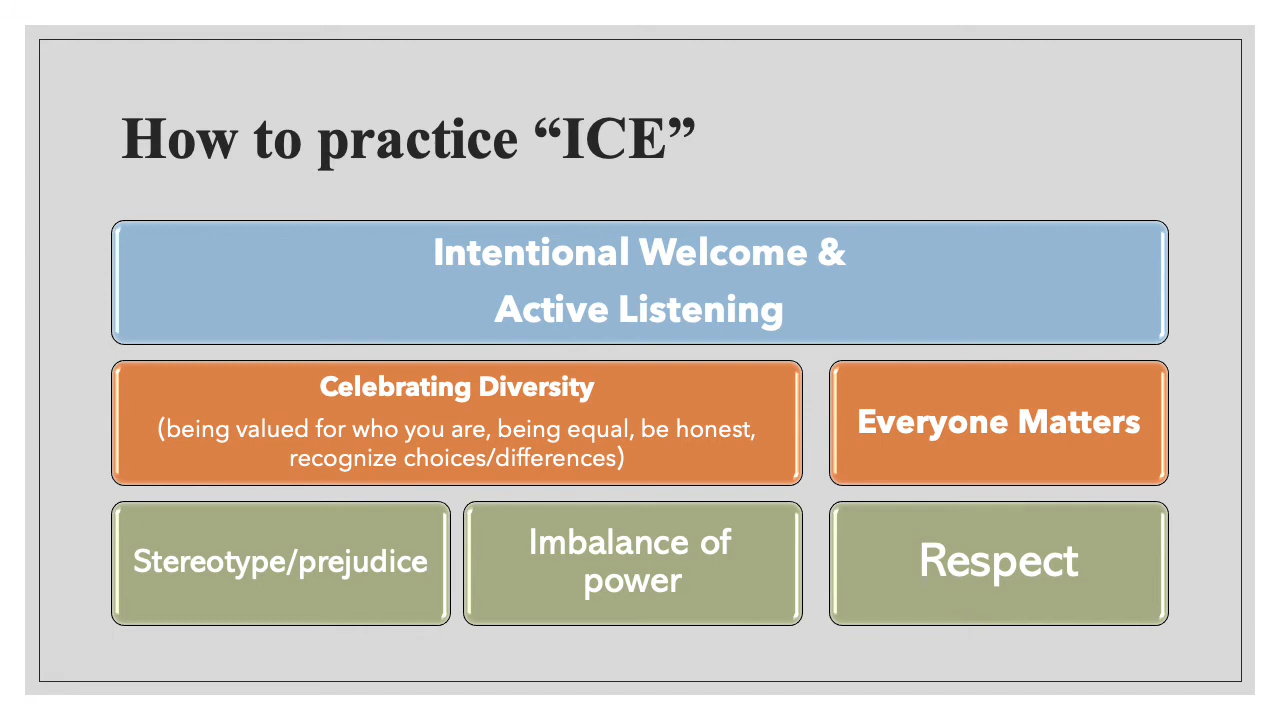 How to practice “ICE”
Intentional Welcome &
Active Listening
Celebrating Diversity
(being valued for who you are, being equal, be honest,
recognize choices/differences)
Everyone Matters
Stereotype/prejudice
Imbalance of
power
Respect